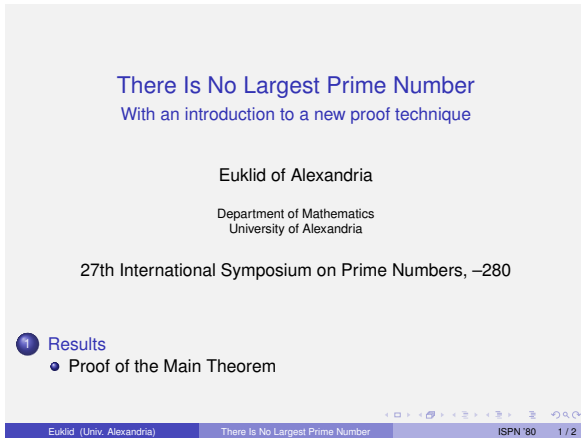 There Is No Largest Prime Number
With an introduction to a new proof technique
Euklid of Alexandria
Department of Mathematics
University of Alexandria
27th International Symposium on Prime Numbers, –280
1 Results
Proof of the Main Theorem
Euklid (Univ. Alexandria) There Is No Largest Prime Number ISPN ’80 1 / 2